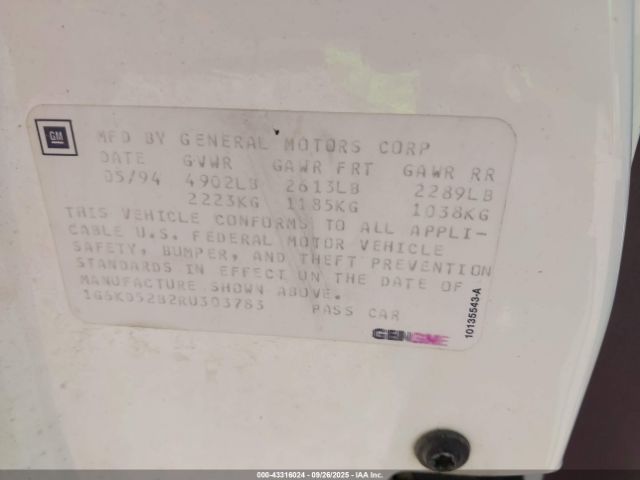 GM
MFD BY GENERAL MOTORS CORP
DATE GVWR GAWR FRT GAWR RR
05/94 4902LB 2613LB 2289LB
2223KG 1185KG 1038KG
THIS VEHICLE CONFORMS TO ALL APPLI-
CABLE U.S. FEDERAL MOTOR VEHICLE
SAFETY, BUMPER, AND THEFT PREVENTION
STANDARDS IN EFFECT ON THE DATE OF
MANUFACTURE SHOWN ABOVE.
1G6KD52B2RU303783 PASS CAR
10135543-A
000-43316024 - 09/26/2025 - IAA Inc.